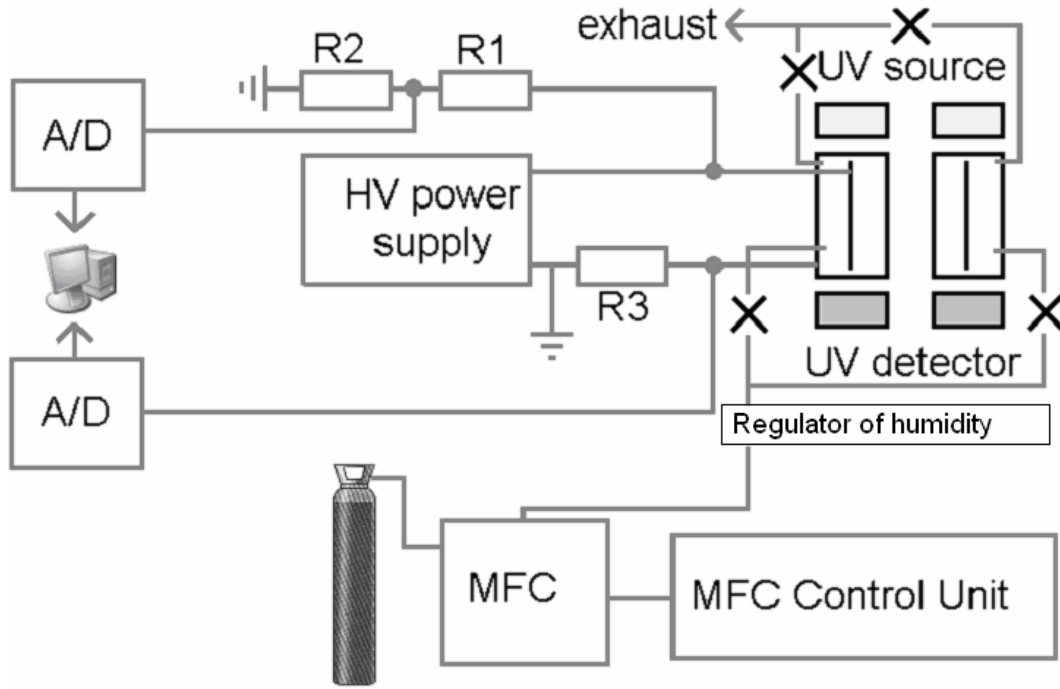 exhaust
R2
R1
UV source
A/D
HV power
supply
R3
UV detector
A/D
Regulator of humidity
MFC
MFC Control Unit